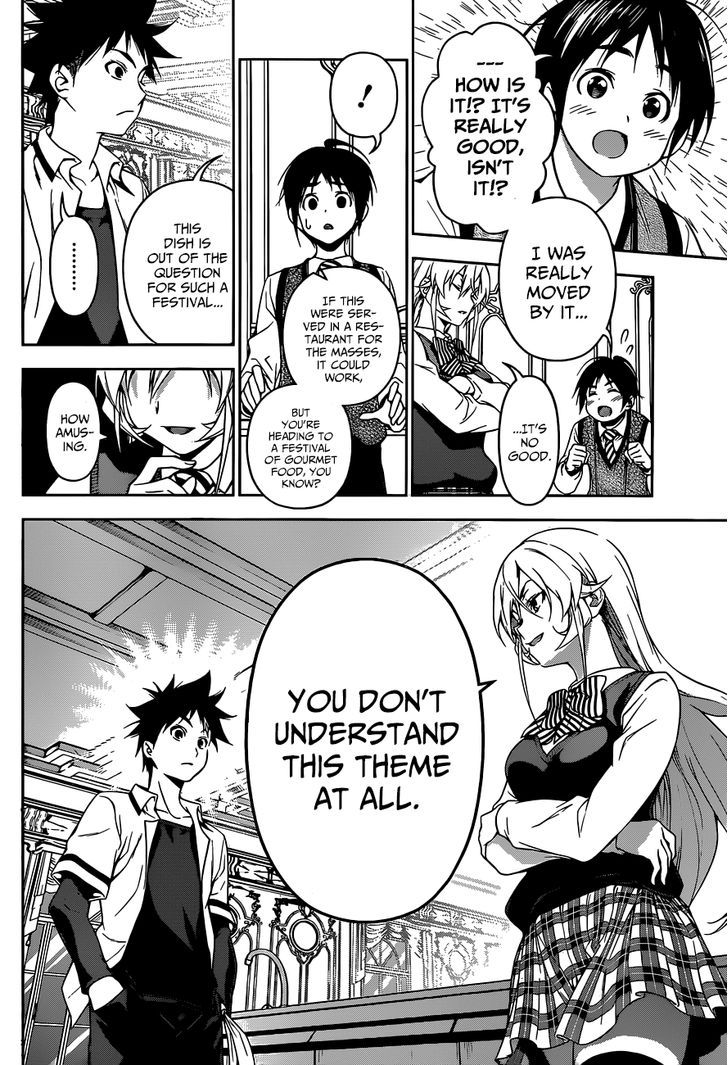 ---
HOW IS
IT!? IT'S
REALLY
GOOD,
ISN'T
IT!?
I WAS
REALLY
MOVED
BY IT...
...IT'S
NO
GOOD.
!
IF THIS
WERE SER-
VED IN A RES-
TAURANT FOR
THE MASSES,
IT COULD
WORK,
BUT
YOU'RE
HEADING TO
A FESTIVAL
OF GOURMET
FOOD, YOU
KNOW?
THIS
DISH IS
OUT OF THE
QUESTION
FOR SUCH A
FESTIVAL...
........
HOW
AMUS-
ING.
YOU DON'T
UNDERSTAND
THIS THEME
AT ALL.